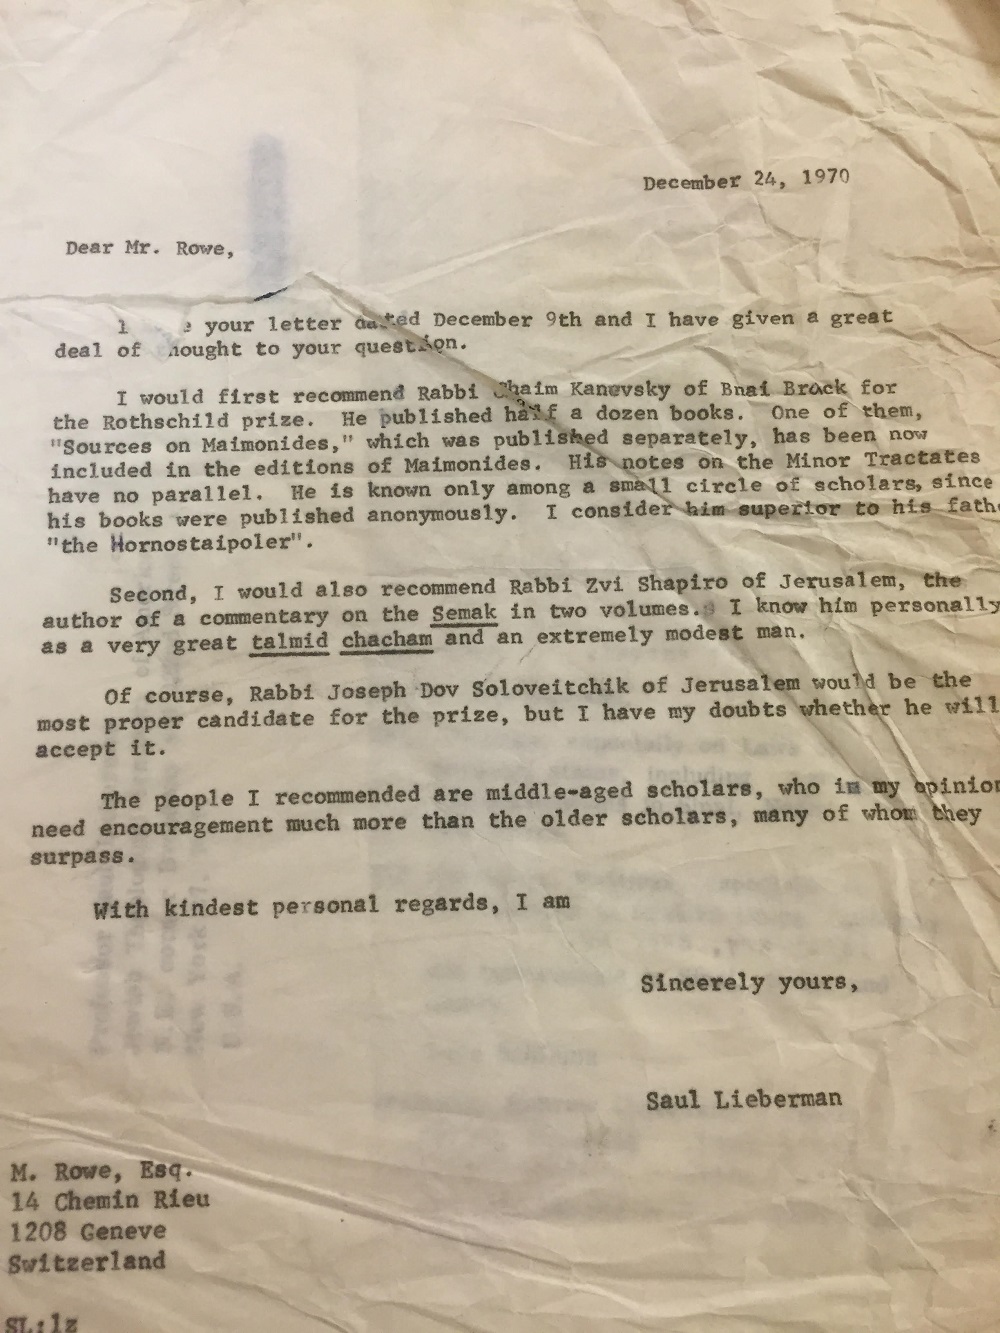 December 24, 1970
Dear Mr. Rowe,
your letter dated December 9th and I have given a great
deal of thought to your question.
I would first recommend Rabbi Chaim Kanevsky of Bnai Brock for
the Rothschild prize. He published half a dozen books. One of them,
"Sources on Maimonides," which was published separately, has been now
included in the editions of Maimonides. His notes on the Minor Tractates
have no parallel. He is known only among a small circle of scholars, since
his books were published anonymously. I consider him superior to his
"the Hornostaipoler".
Second, I would also recommend Rabbi Zvi Shapiro of Jerusalem, the
author of a commentary on the Semak in two volumes. I know him personally
as a very great talmid chacham and an extremely modest man.
Of course, Rabbi Joseph Dov Soloveitchik of Jerusalem would be the
most proper candidate for the prize, but I have my doubts whether he will
accept it.
The people I recommended are middle-aged scholars, who in my opinion
need encouragement much more than the older scholars, many of whom they
surpass.
With kindest personal regards, I am
Sincerely yours,
Saul Lieberman
M. Rowe, Esq.
14 Chemin Rieu
1208 Geneve
Switzerland
SL:lz